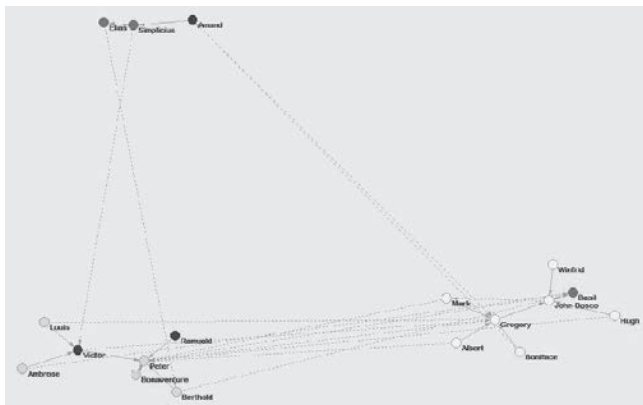 Elias
Simplicius
Amand
Winfrid
Basil
Mark
John Bosco
Gregory
Hugh
Louis
Romuald
Albert
Boniface
Victor
Peter
Ambrose
Bonaventure
Berthold